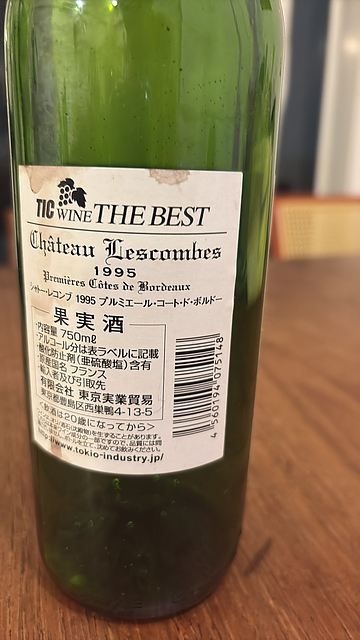 TIC WINE THE BEST
Château Lescombes
1995
Premières Côtes de Bordeaux
シャトー・レコンブ 1995 プルミエール・コート・ド・ボルドー
果実酒
・内容量 750mℓ
・アルコール分は表ラベルに記載
・酸化防止剤(亜硫酸塩)含有
・原産国名 フランス
・輸入者及び引取先
有限会社 東京実業貿易
東京都豊島区西巣鴨4-13-5
<飲酒は20歳になってから>
http://www.tokio-industry.jp/
4 560194 075148